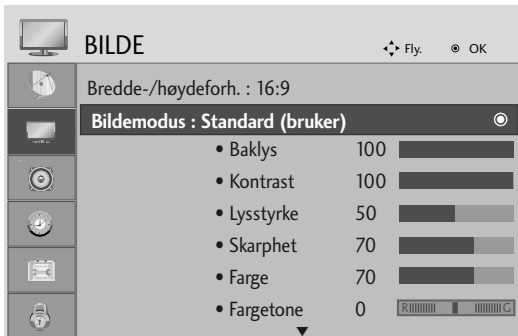 BILDE
Fly. OK
Bredde-/høydeforh. : 16:9
Bildemodus : Standard (bruker)
• Baklys 100
• Kontrast 100
• Lysstyrke 50
• Skarphet 70
• Farge 70
• Fargetone 0 R G